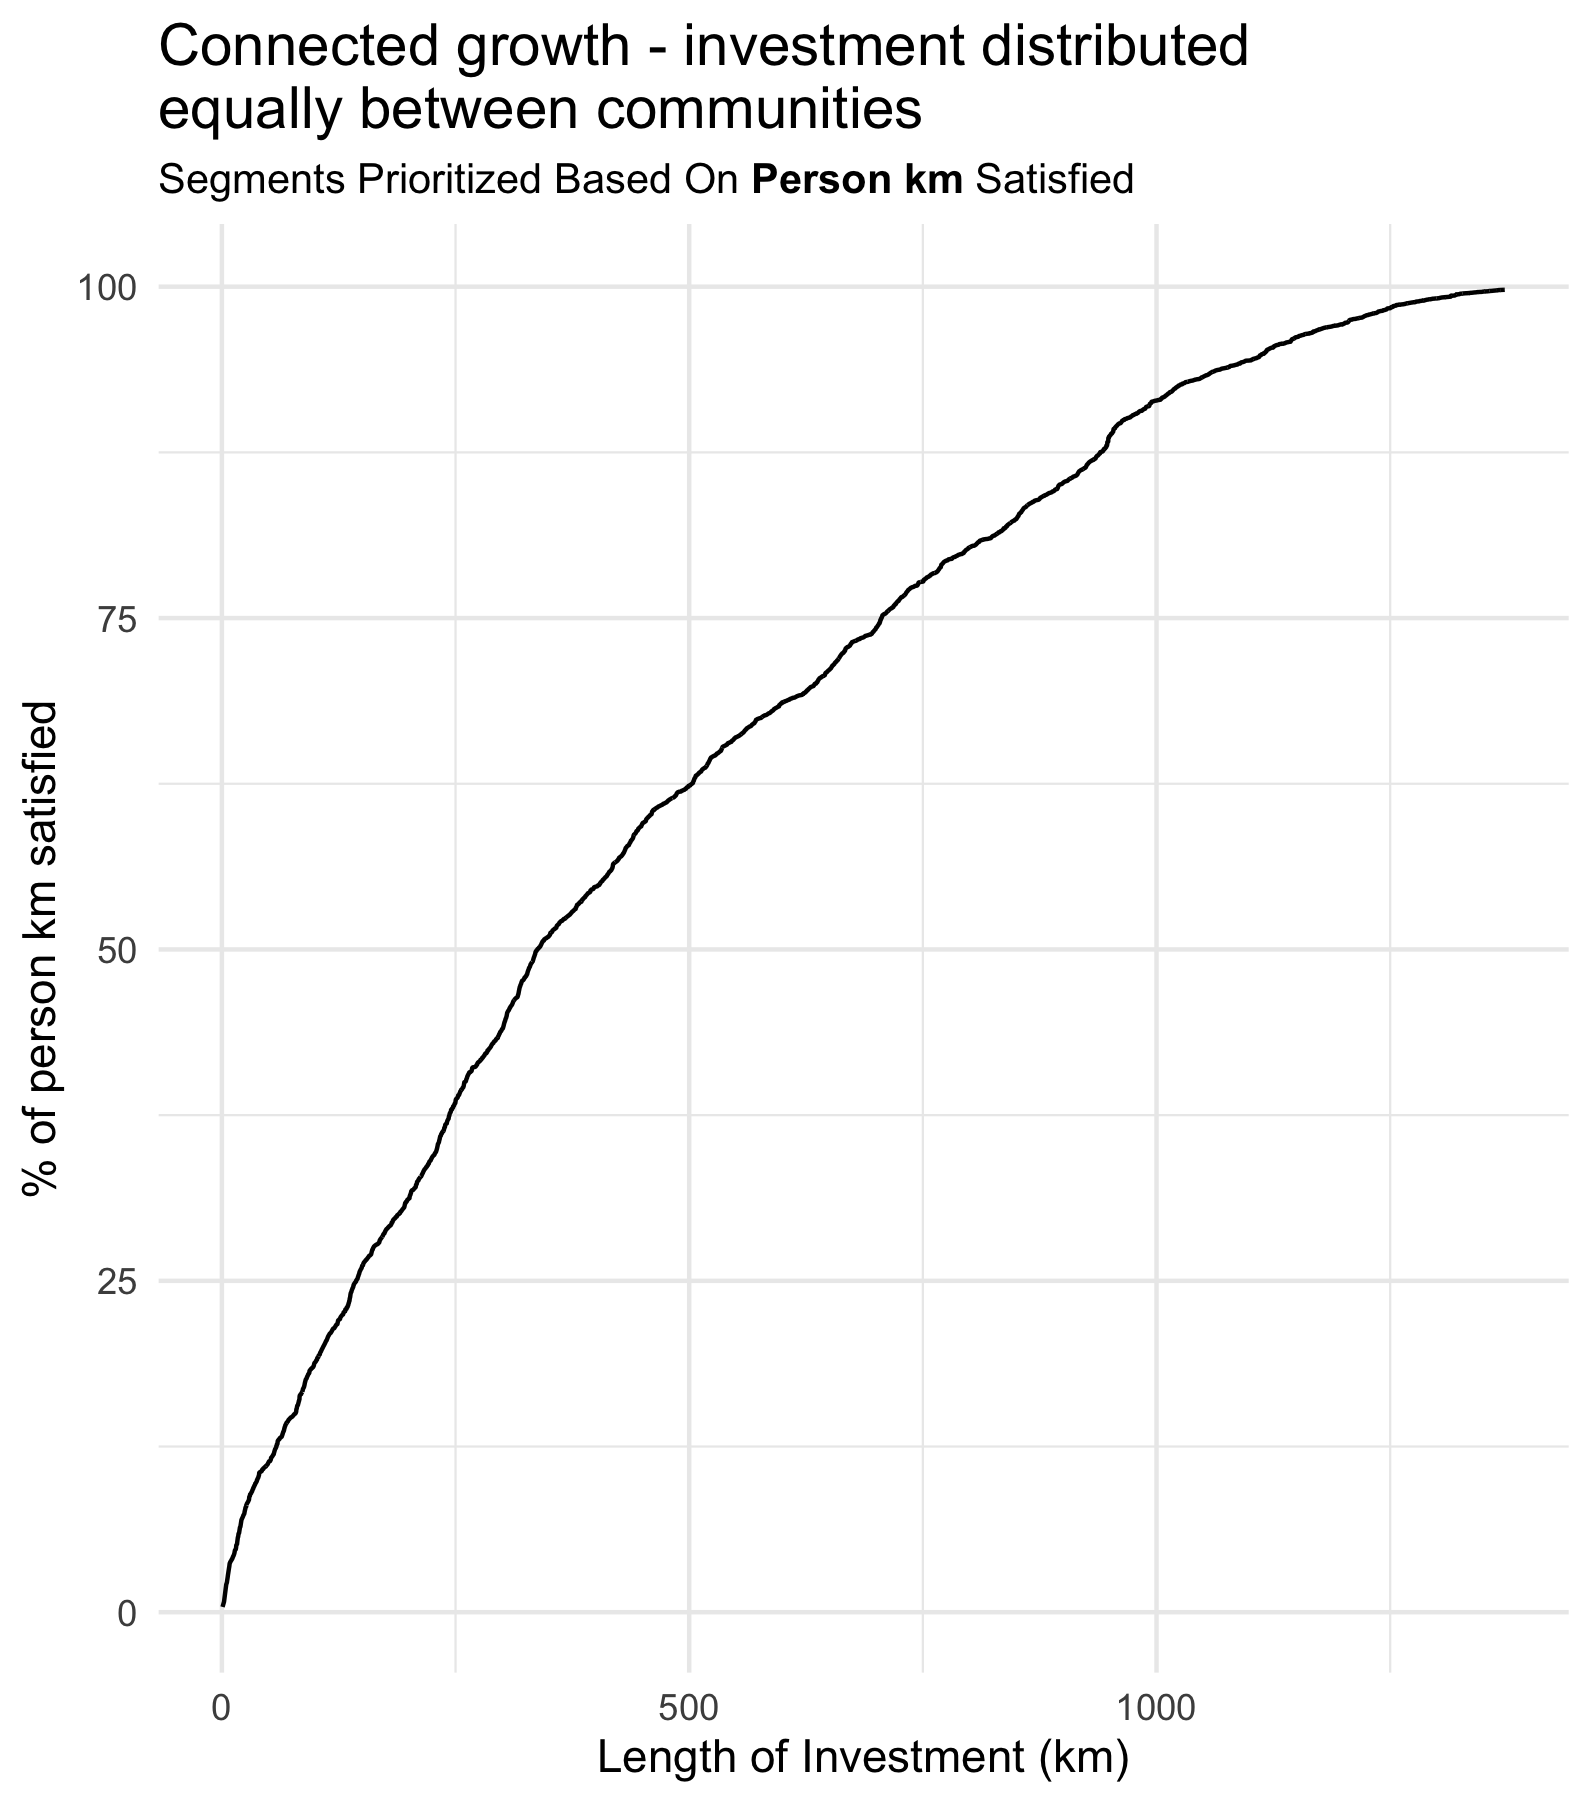 Connected growth - investment distributed
equally between communities
Segments Prioritized Based On Person km Satisfied
100
75
50
25
0
% of person km satisfied
0 500 1000
Length of Investment (km)